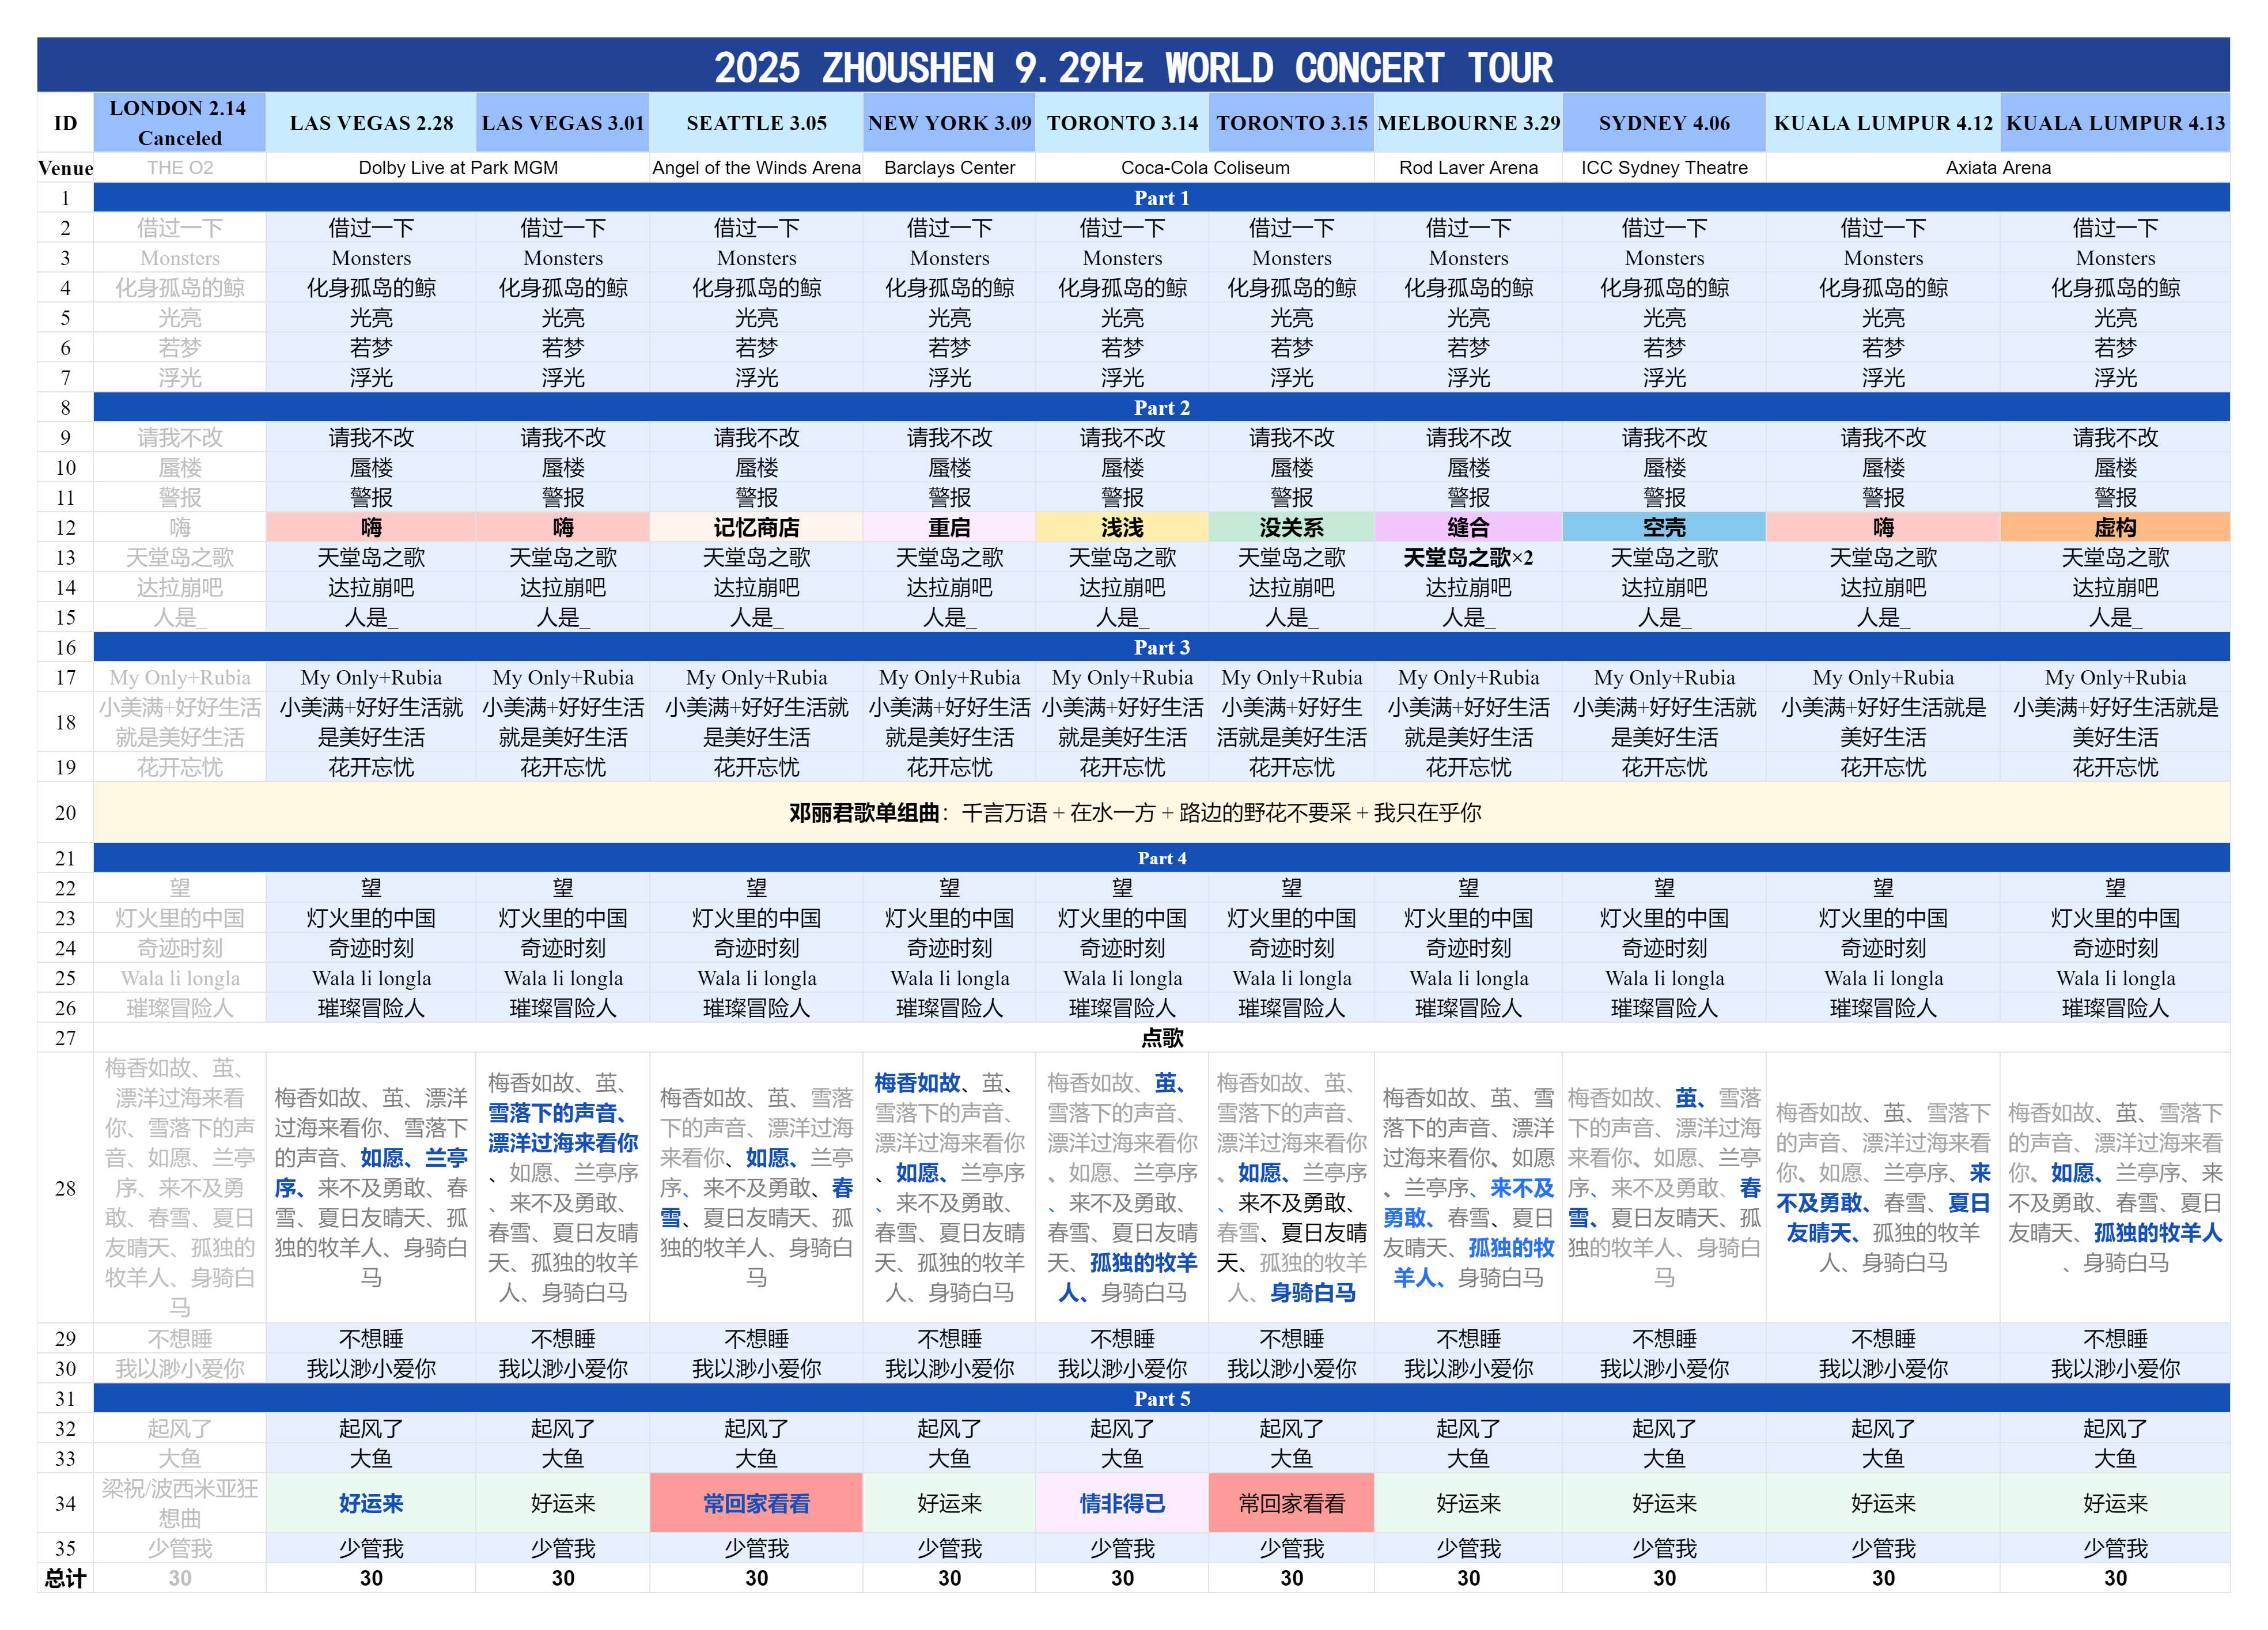 2025 ZHOUSHEN 9.29Hz WORLD CONCERT TOUR
ID LONDON 2.14 Canceled LAS VEGAS 2.28 LAS VEGAS 3.01 SEATTLE 3.05 NEW YORK 3.09 TORONTO 3.14 TORONTO 3.15 MELBOURNE 3.29 SYDNEY 4.06 KUALA LUMPUR 4.12 KUALA LUMPUR 4.13
Venue THE O2 Dolby Live at Park MGM Angel of the Winds Arena Barclays Center Coca-Cola Coliseum Rod Laver Arena ICC Sydney Theatre Axiata Arena
1 Part 1
2 借过一下 借过一下 借过一下 借过一下 借过一下 借过一下 借过一下 借过一下 借过一下 借过一下 借过一下
3 Monsters Monsters Monsters Monsters Monsters Monsters Monsters Monsters Monsters Monsters Monsters
4 化身孤岛的鲸 化身孤岛的鲸 化身孤岛的鲸 化身孤岛的鲸 化身孤岛的鲸 化身孤岛的鲸 化身孤岛的鲸 化身孤岛的鲸 化身孤岛的鲸 化身孤岛的鲸 化身孤岛的鲸
5 光亮 光亮 光亮 光亮 光亮 光亮 光亮 光亮 光亮 光亮 光亮
6 若梦 若梦 若梦 若梦 若梦 若梦 若梦 若梦 若梦 若梦 若梦
7 浮光 浮光 浮光 浮光 浮光 浮光 浮光 浮光 浮光 浮光 浮光
8 Part 2
9 请我不改 请我不改 请我不改 请我不改 请我不改 请我不改 请我不改 请我不改 请我不改 请我不改 请我不改
10 蜃楼 蜃楼 蜃楼 蜃楼 蜃楼 蜃楼 蜃楼 蜃楼 蜃楼 蜃楼 蜃楼
11 警报 警报 警报 警报 警报 警报 警报 警报 警报 警报 警报
12 嗨 嗨 嗨 记忆商店 重启 浅浅 没关系 缝合 空壳 嗨 虚构
13 天堂岛之歌 天堂岛之歌 天堂岛之歌 天堂岛之歌 天堂岛之歌 天堂岛之歌 天堂岛之歌 天堂岛之歌×2 天堂岛之歌 天堂岛之歌 天堂岛之歌
14 达拉崩吧 达拉崩吧 达拉崩吧 达拉崩吧 达拉崩吧 达拉崩吧 达拉崩吧 达拉崩吧 达拉崩吧 达拉崩吧 达拉崩吧
15 人是_ 人是_ 人是_ 人是_ 人是_ 人是_ 人是_ 人是_ 人是_ 人是_ 人是_
16 Part 3
17 My Only+Rubia My Only+Rubia My Only+Rubia My Only+Rubia My Only+Rubia My Only+Rubia My Only+Rubia My Only+Rubia My Only+Rubia My Only+Rubia My Only+Rubia
18 小美满+好好生活就是美好生活 小美满+好好生活就是美好生活 小美满+好好生活就是美好生活 小美满+好好生活就是美好生活 小美满+好好生活就是美好生活 小美满+好好生活就是美好生活 小美满+好好生活就是美好生活 小美满+好好生活就是美好生活 小美满+好好生活就是美好生活 小美满+好好生活就是美好生活 小美满+好好生活就是美好生活
19 花开忘忧 花开忘忧 花开忘忧 花开忘忧 花开忘忧 花开忘忧 花开忘忧 花开忘忧 花开忘忧 花开忘忧 花开忘忧
20 邓丽君歌单组曲：千言万语 + 在水一方 + 路边的野花不要采 + 我只在乎你
21 Part 4
22 望 望 望 望 望 望 望 望 望 望 望
23 灯火里的中国 灯火里的中国 灯火里的中国 灯火里的中国 灯火里的中国 灯火里的中国 灯火里的中国 灯火里的中国 灯火里的中国 灯火里的中国 灯火里的中国
24 奇迹时刻 奇迹时刻 奇迹时刻 奇迹时刻 奇迹时刻 奇迹时刻 奇迹时刻 奇迹时刻 奇迹时刻 奇迹时刻 奇迹时刻
25 Wala li longla Wala li longla Wala li longla Wala li longla Wala li longla Wala li longla Wala li longla Wala li longla Wala li longla Wala li longla Wala li longla
26 璀璨冒险人 璀璨冒险人 璀璨冒险人 璀璨冒险人 璀璨冒险人 璀璨冒险人 璀璨冒险人 璀璨冒险人 璀璨冒险人 璀璨冒险人 璀璨冒险人
27 点歌
28 梅香如故、茧、漂洋过海来看你、雪落下的声音、如愿、兰亭序、来不及勇敢、春雪、夏日友晴天、孤独的牧羊人、身骑白马
梅香如故、茧、漂洋过海来看你、雪落下的声音、如愿、兰亭序、来不及勇敢、春雪、夏日友晴天、孤独的牧羊人、身骑白马
梅香如故、茧、雪落下的声音、漂洋过海来看你、如愿、兰亭序、来不及勇敢、春雪、夏日友晴天、孤独的牧羊人、身骑白马
梅香如故、茧、雪落下的声音、漂洋过海来看你、如愿、兰亭序、来不及勇敢、春雪、夏日友晴天、孤独的牧羊人、身骑白马
梅香如故、茧、雪落下的声音、漂洋过海来看你、如愿、兰亭序、来不及勇敢、春雪、夏日友晴天、孤独的牧羊人、身骑白马
梅香如故、茧、雪落下的声音、漂洋过海来看你、如愿、兰亭序、来不及勇敢、春雪、夏日友晴天、孤独的牧羊人、身骑白马
梅香如故、茧、雪落下的声音、漂洋过海来看你、如愿、兰亭序、来不及勇敢、春雪、夏日友晴天、孤独的牧羊人、身骑白马
梅香如故、茧、雪落下的声音、漂洋过海来看你、如愿、兰亭序、来不及勇敢、春雪、夏日友晴天、孤独的牧羊人、身骑白马
梅香如故、茧、雪落下的声音、漂洋过海来看你、如愿、兰亭序、来不及勇敢、春雪、夏日友晴天、孤独的牧羊人、身骑白马
梅香如故、茧、雪落下的声音、漂洋过海来看你、如愿、兰亭序、来不及勇敢、春雪、夏日友晴天、孤独的牧羊人、身骑白马
梅香如故、茧、雪落下的声音、漂洋过海来看你、如愿、兰亭序、来不及勇敢、春雪、夏日友晴天、孤独的牧羊人、身骑白马
29 不想睡 不想睡 不想睡 不想睡 不想睡 不想睡 不想睡 不想睡 不想睡 不想睡 不想睡
30 我以渺小爱你 我以渺小爱你 我以渺小爱你 我以渺小爱你 我以渺小爱你 我以渺小爱你 我以渺小爱你 我以渺小爱你 我以渺小爱你 我以渺小爱你 我以渺小爱你
31 Part 5
32 起风了 起风了 起风了 起风了 起风了 起风了 起风了 起风了 起风了 起风了 起风了
33 大鱼 大鱼 大鱼 大鱼 大鱼 大鱼 大鱼 大鱼 大鱼 大鱼 大鱼
34 梁祝/波西米亚狂想曲 好运来 好运来 常回家看看 好运来 情非得已 常回家看看 好运来 好运来 好运来 好运来
35 少管我 少管我 少管我 少管我 少管我 少管我 少管我 少管我 少管我 少管我 少管我
总计 30 30 30 30 30 30 30 30 30 30 30